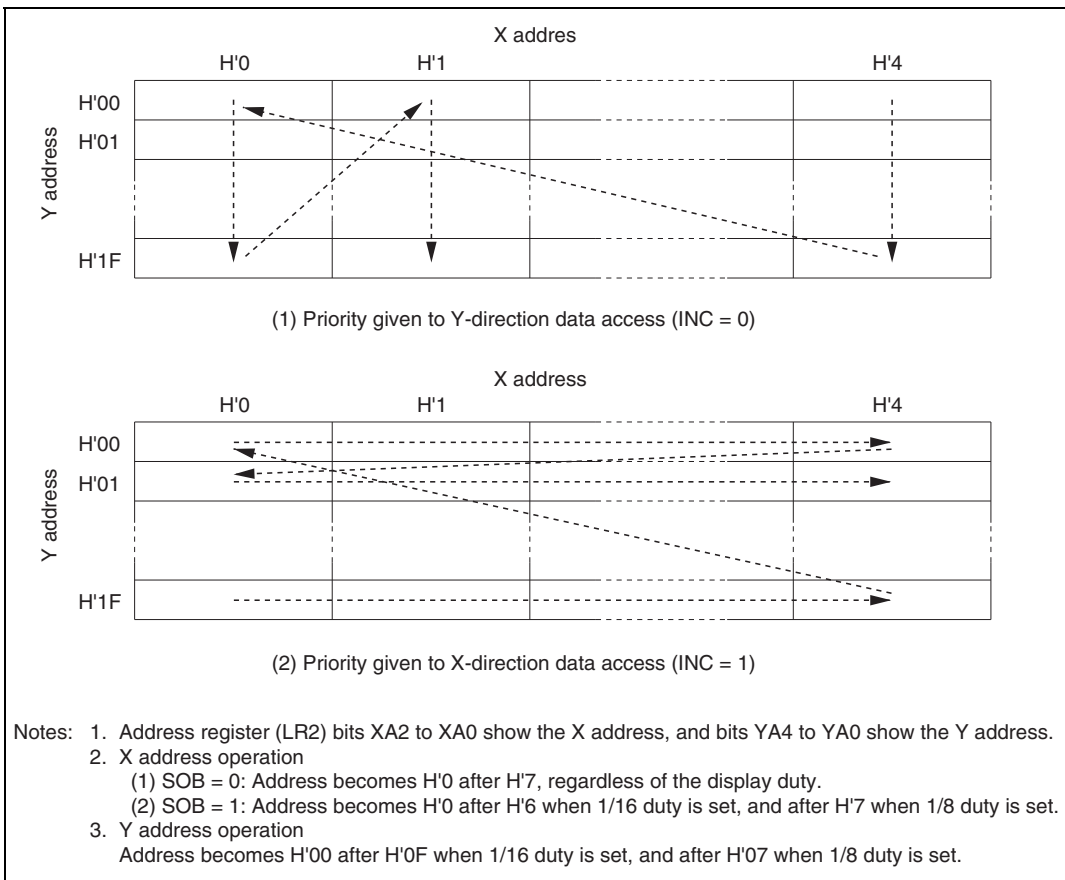 X addres
H'0 H'1 H'4
H'00
H'01
Y address
H'1F
(1) Priority given to Y-direction data access (INC = 0)
X address
H'0 H'1 H'4
H'00
H'01
Y address
H'1F
(2) Priority given to X-direction data access (INC = 1)
Notes: 1. Address register (LR2) bits XA2 to XA0 show the X address, and bits YA4 to YA0 show the Y address.
2. X address operation
(1) SOB = 0: Address becomes H'0 after H'7, regardless of the display duty.
(2) SOB = 1: Address becomes H'0 after H'6 when 1/16 duty is set, and after H'7 when 1/8 duty is set.
3. Y address operation
Address becomes H'00 after H'0F when 1/16 duty is set, and after H'07 when 1/8 duty is set.